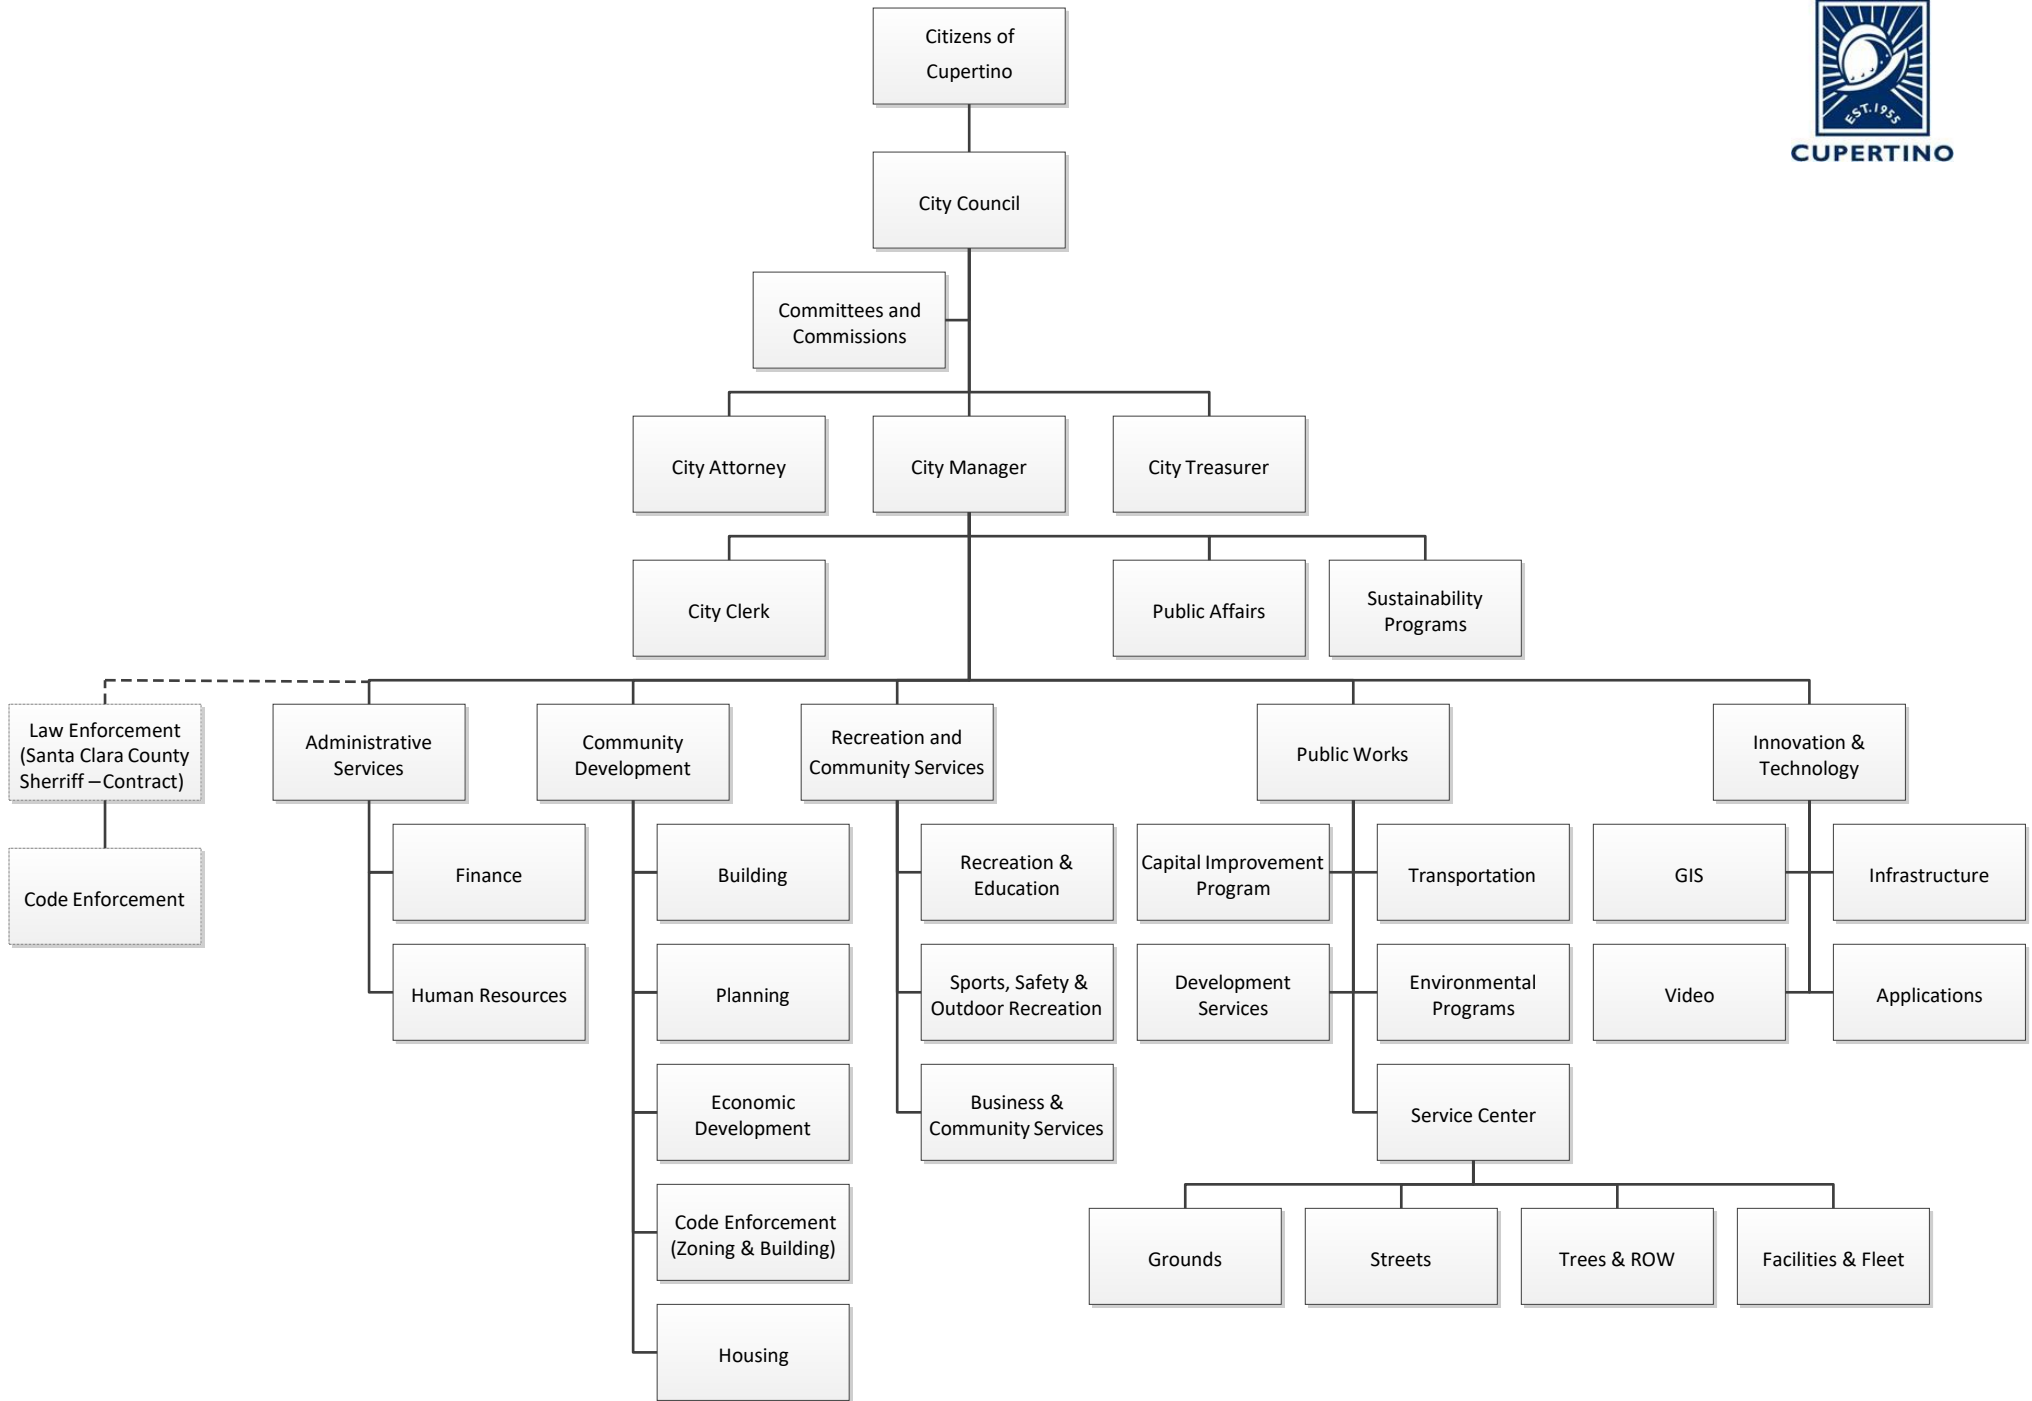 Citizens of
Cupertino
EST. 1955
CUPERTINO
City Council
Committees and
Commissions
City Attorney
City Manager
City Treasurer
City Clerk
Public Affairs
Sustainability
Programs
Law Enforcement
(Santa Clara County
Sherriff – Contract)
Administrative
Services
Community
Development
Recreation and
Community Services
Public Works
Innovation &
Technology
Code Enforcement
Finance
Human Resources
Building
Planning
Economic
Development
Code Enforcement
(Zoning & Building)
Housing
Recreation &
Education
Sports, Safety &
Outdoor Recreation
Business &
Community Services
Capital Improvement
Program
Transportation
Development
Services
Environmental
Programs
Service Center
Grounds
Streets
Trees & ROW
Facilities & Fleet
GIS
Infrastructure
Video
Applications